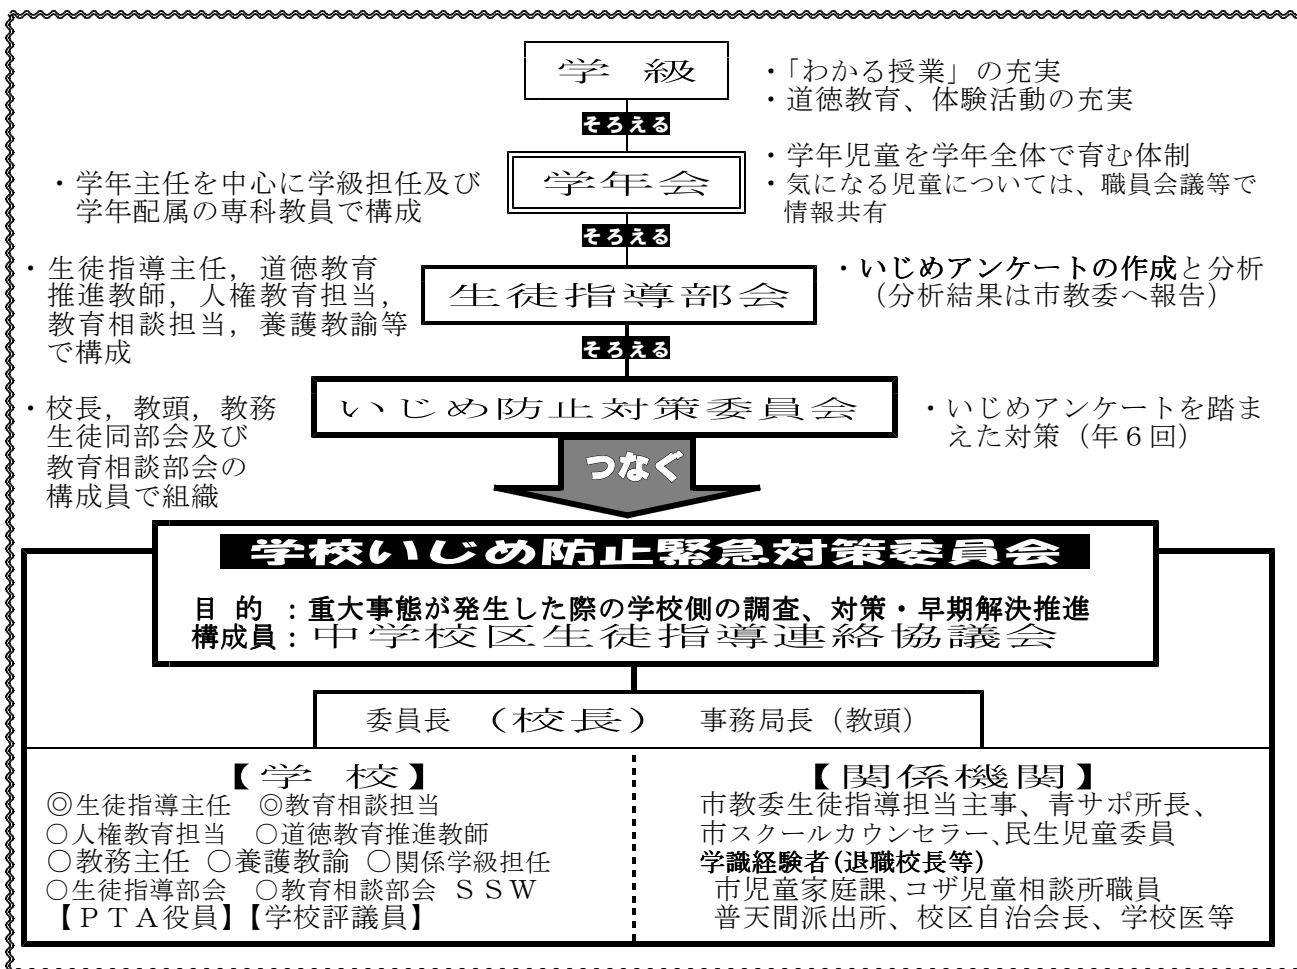 学 級
・「わかる授業」の充実
・道徳教育、体験活動の充実
そろえる
・学年主任を中心に学級担任及び
学年配属の専科教員で構成
学年会
・学年児童を学年全体で育む体制
・気になる児童については、職員会議等で
情報共有
そろえる
・生徒指導主任，道徳教育
推進教師，人権教育担当，
教育相談担当，養護教諭等
で構成
生徒指導部会
・いじめアンケートの作成と分析
（分析結果は市教委へ報告）
そろえる
・校長，教頭，教務
生徒同部会及び
教育相談部会の
構成員で組織
いじめ防止対策委員会
・いじめアンケートを踏ま
えた対策（年６回）
つなぐ
学校いじめ防止緊急対策委員会
目 的 ：重大事態が発生した際の学校側の調査、対策・早期解決推進
構成員：中学校区生徒指導連絡協議会
委員長 （校長） 事務局長（教頭）
【学 校】
◎生徒指導主任 ◎教育相談担当
○人権教育担当 ○道徳教育推進教師
○教務主任 ○養護教諭 ○関係学級担任
○生徒指導部会 ○教育相談部会 ＳＳＷ
【ＰＴＡ役員】【学校評議員】
【関係機関】
市教委生徒指導担当主事、青サポ所長、
市スクールカウンセラー、民生児童委員
学識経験者(退職校長等)
市児童家庭課、コザ児童相談所職員
普天間派出所、校区自治会長、学校医等